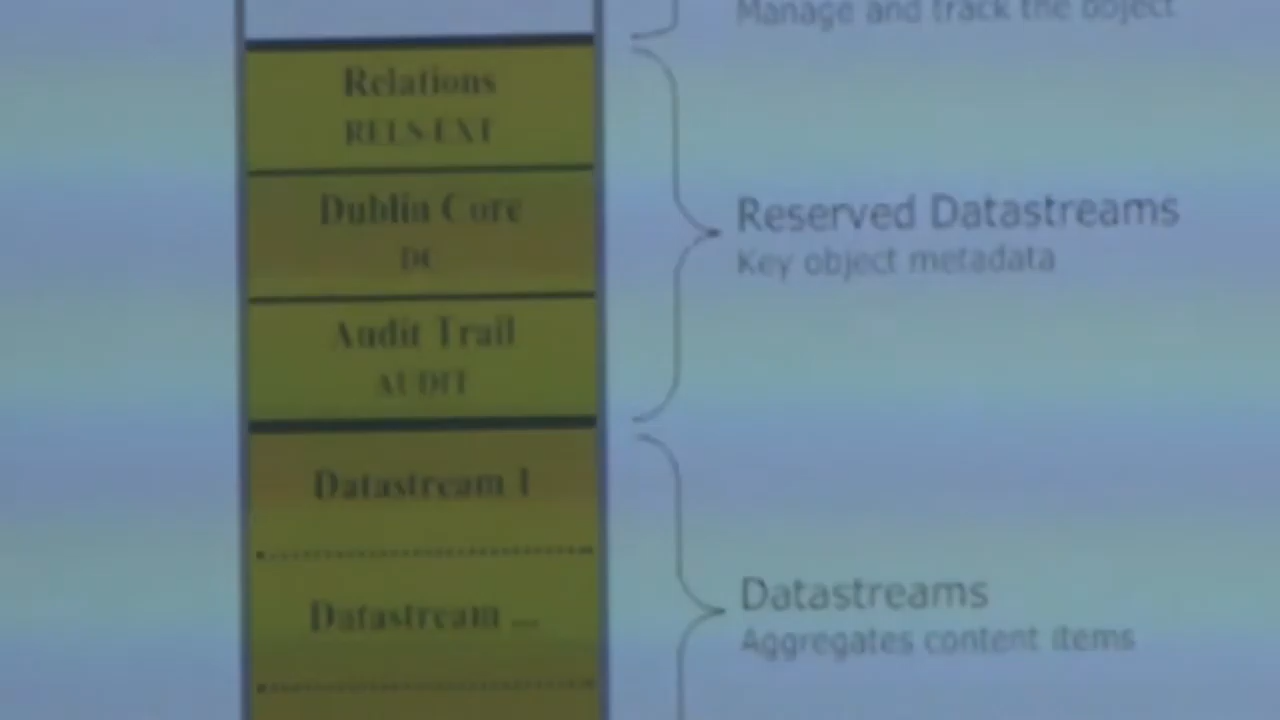 Manage and track the object
Relations
RELS-EXT
Dublin Core
DC
Audit Trail
AUDIT
Reserved Datastreams
Key object metadata
Datastream 1
Datastream ...
Datastreams
Aggregates content items